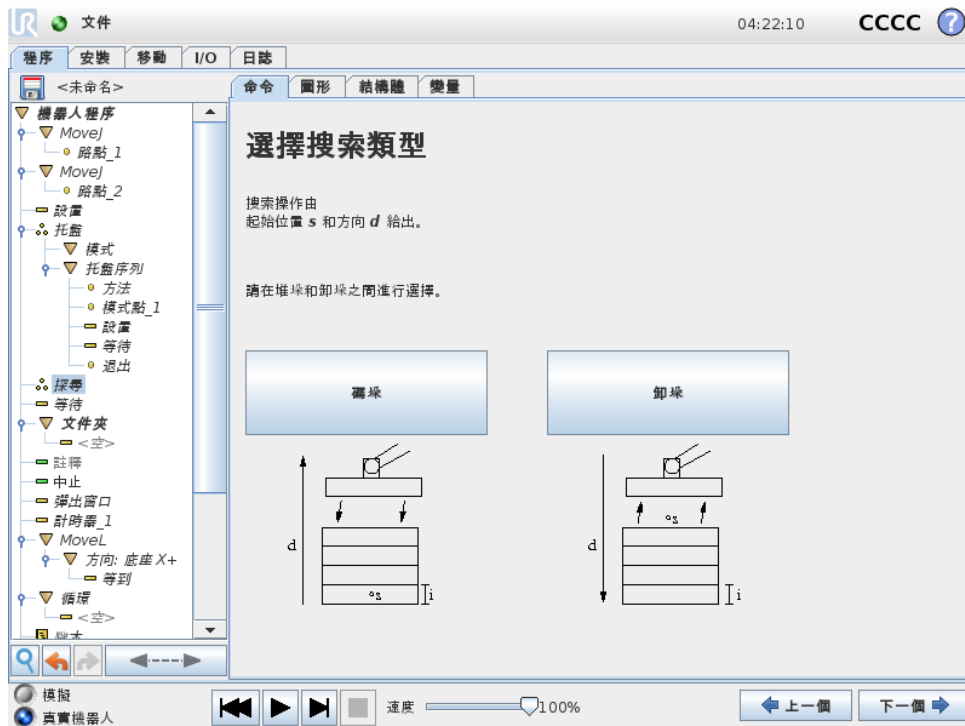 UR 文件 04:22:10 CCCC ?
程序 安裝 移動 I/O 日誌
<未命名>
命令 圖形 結構體 變量
機器人程序
MoveJ
路點_1
MoveJ
路點_2
設置
托盤
模式
托盤序列
方法
模式點_1
設置
等待
退出
探尋
等待
文件夾
<空>
註釋
中止
彈出窗口
計時器_1
MoveL
方向: 底座 X+
等到
循環
<空>
腳本
選擇搜索類型
搜索操作由
起始位置 s 和方向 d 給出。
請在堆垛和卸垛之間進行選擇。
碼垛
卸垛
d
s
i
d
s
i
模擬
真實機器人
速度 100%
上一個
下一個